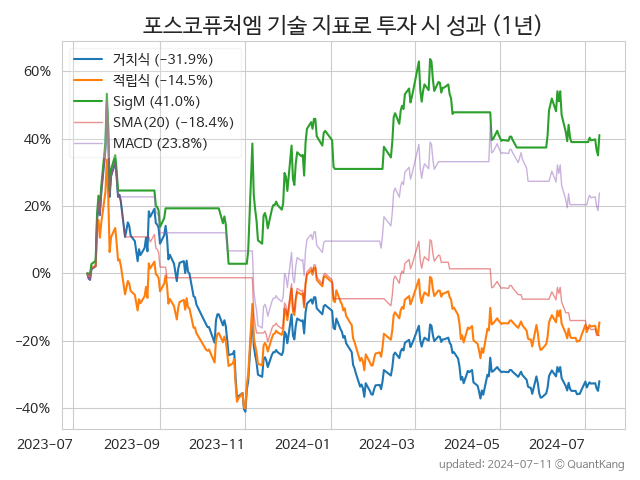 포스코퓨처엠 기술 지표로 투자 시 성과 (1년)
거치식 (−31.9%)
적립식 (−14.5%)
SigM (41.0%)
SMA(20) (−18.4%)
MACD (23.8%)
60%
40%
20%
0%
−20%
−40%
2023-07 2023-09 2023-11 2024-01 2024-03 2024-05 2024-07
updated: 2024-07-11 © QuantKang